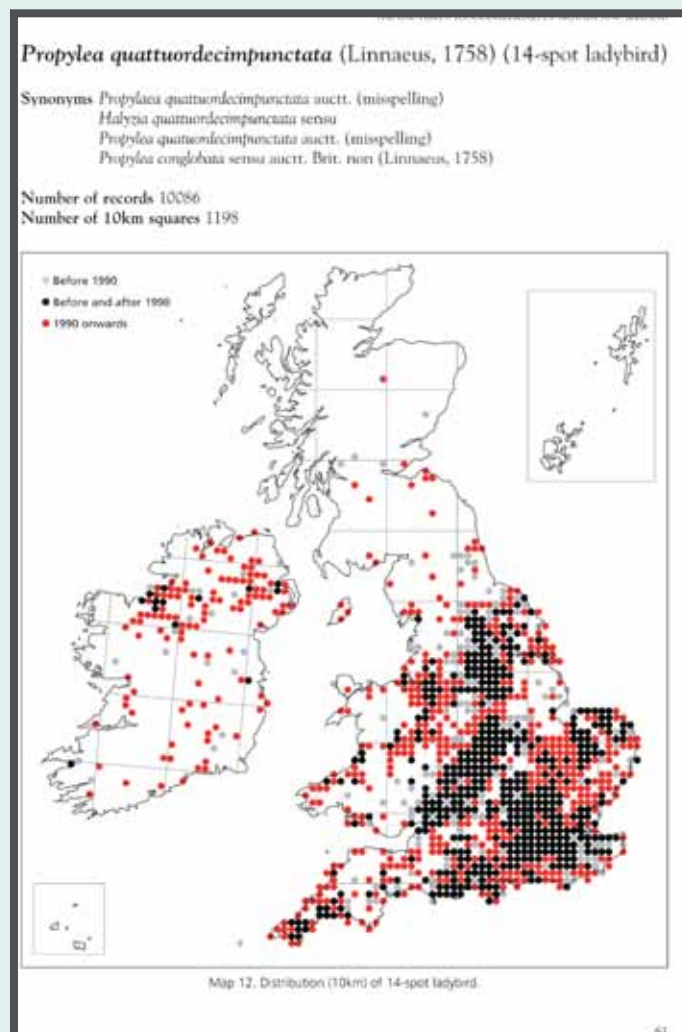 Propylea quattuordecimpunctata (Linnaeus, 1758) (14-spot ladybird)
Synonyms Propylaea quattuordecimpunctata auctt. (misspelling)
Halyzia quattuordecimpunctata sensu
Propylea quatuordecimpunctata auctt. (misspelling)
Propylea conglobata sensu auctt. Brit. non (Linnaeus, 1758)
Number of records 10086
Number of 10km squares 1198
Before 1990
Before and after 1990
1990 onwards
Map 12. Distribution (10km) of 14-spot ladybird.
61